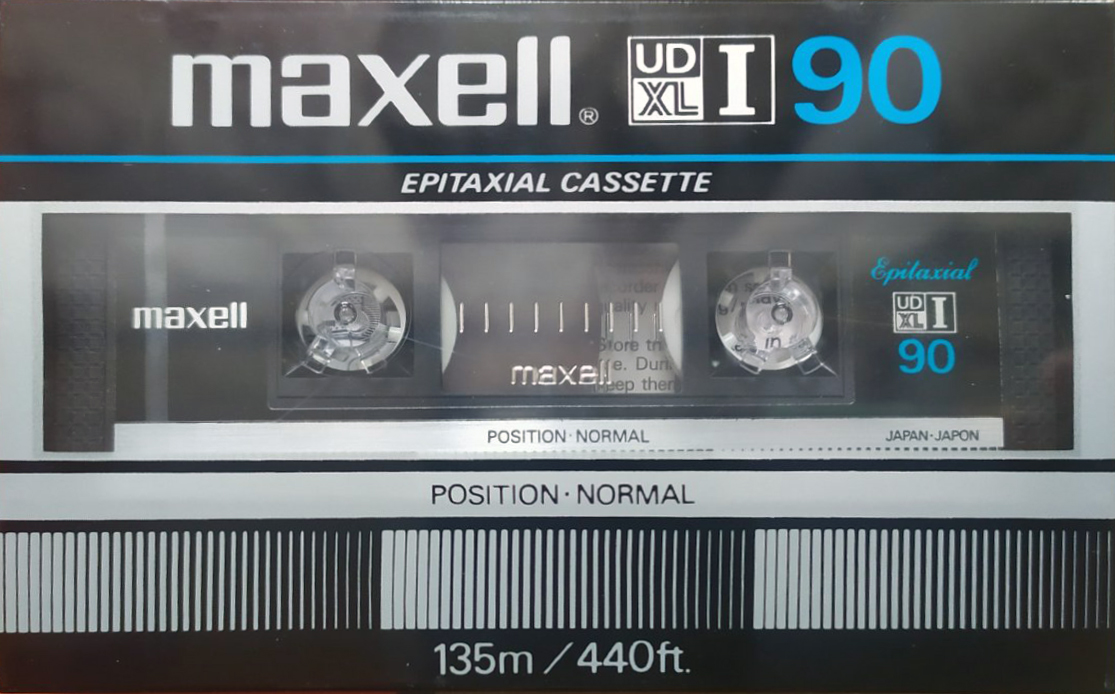 maxell® UD XL I 90
EPITAXIAL CASSETTE
maxell
maxell
Epitaxial
UD XL I
90
POSITION·NORMAL
JAPAN·JAPON
POSITION·NORMAL
135m / 440ft.